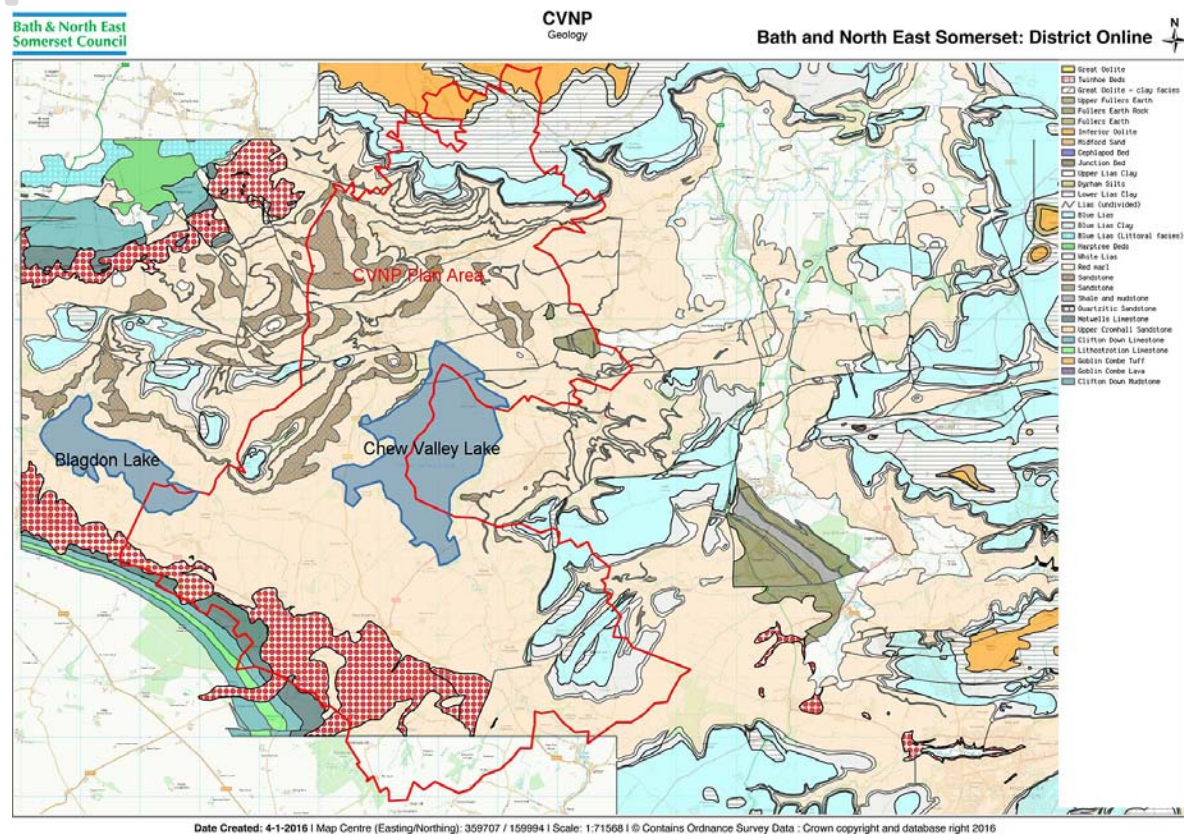 Bath & North East
Somerset Council
CVNP
Geology
Bath and North East Somerset: District Online
N
Great Oolite
Twinhoe Beds
Great Oolite - clay facies
Upper Fullers Earth
Fullers Earth Rock
Fullers Earth
Inferior Oolite
Midford Sand
Cephlapod Bed
Junction Bed
Upper Lias Clay
Dyrham Silts
Lower Lias Clay
Lias (undivided)
Blue Lias
Blue Lias Clay
Blue Lias (Littoral facies)
Harptree Beds
White Lias
Red marl
Sandstone
Sandstone
Shale and mudstone
Quartzitic Sandstone
Hotwells Limestone
Upper Cromhall Sandstone
Clifton Down Limestone
Lithostrotion Limestone
Goblin Combe Tuff
Goblin Combe Lava
Clifton Down Mudstone
CVNP Plan Area
Chew Valley Lake
Blagdon Lake
Date Created: 4-1-2016 | Map Centre (Easting/Northing): 359707 / 159994 | Scale: 1:71568 | © Contains Ordnance Survey Data : Crown copyright and database right 2016